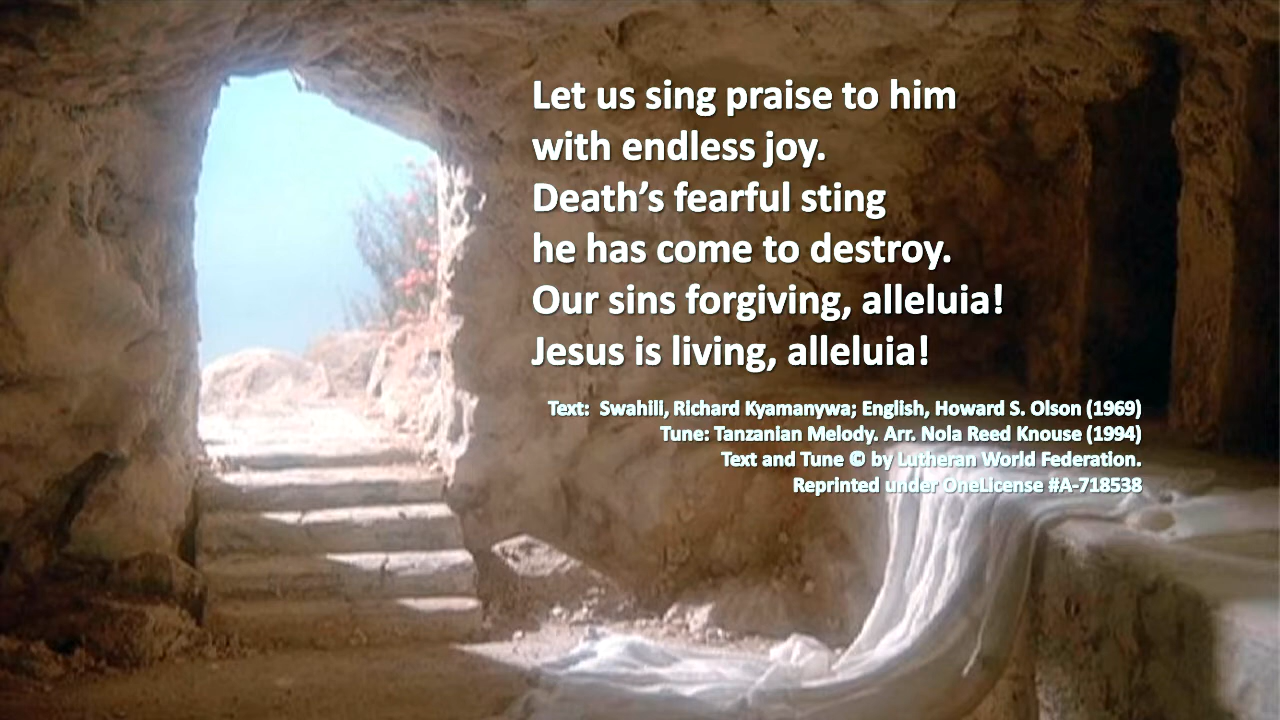 Let us sing praise to him
with endless joy.
Death’s fearful sting
he has come to destroy.
Our sins forgiving, alleluia!
Jesus is living, alleluia!
Text:  Swahili, Richard Kyamanywa; English, Howard S. Olson (1969)
Tune: Tanzanian Melody. Arr. Nola Reed Knouse (1994)
Text and Tune © by Lutheran World Federation.
Reprinted under OneLicense #A-718538